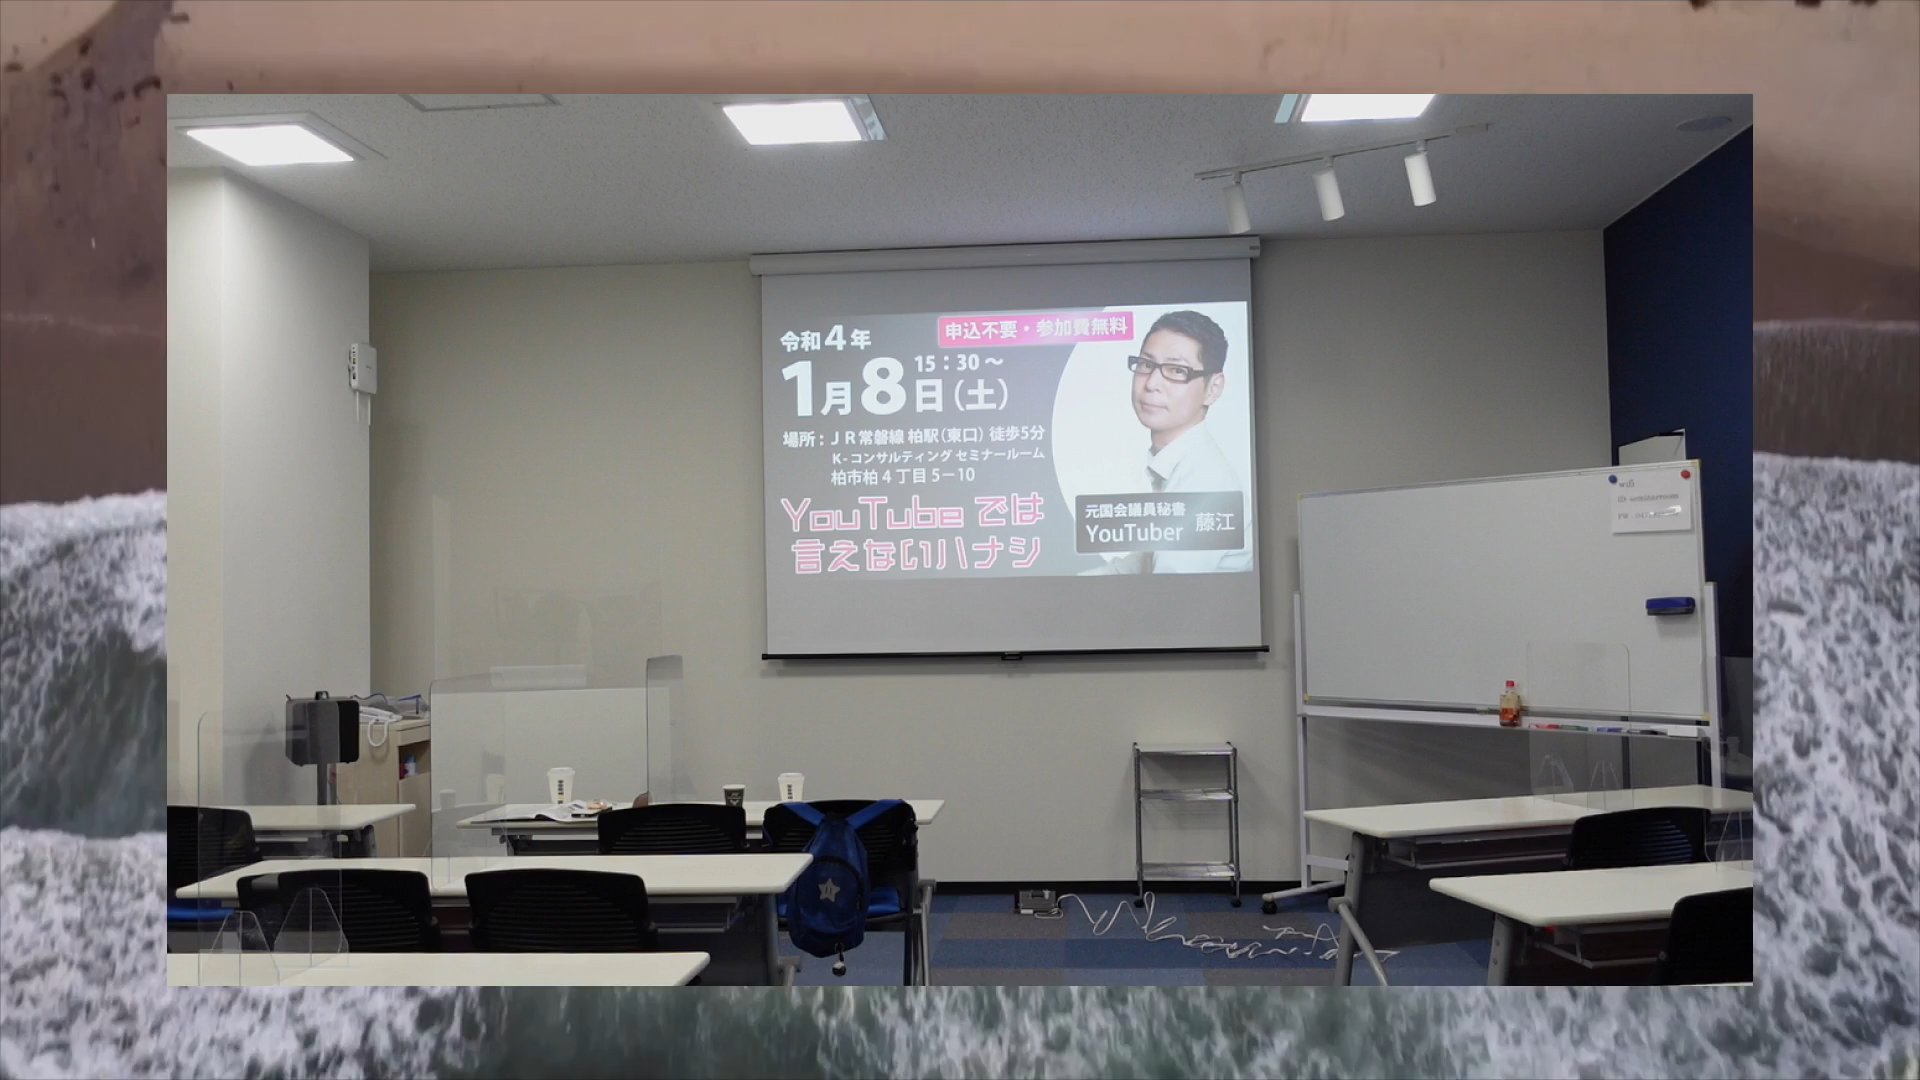 令和4年
申込不要・参加費無料
1月8日(土)
15:30〜
場所:JR常磐線 柏駅(東口) 徒歩5分
K-コンサルティング セミナールーム
柏市柏4丁目5−10
YouTubeでは
言えないハナシ
元国会議員秘書
YouTuber 藤江
wifi
ID seminarroom